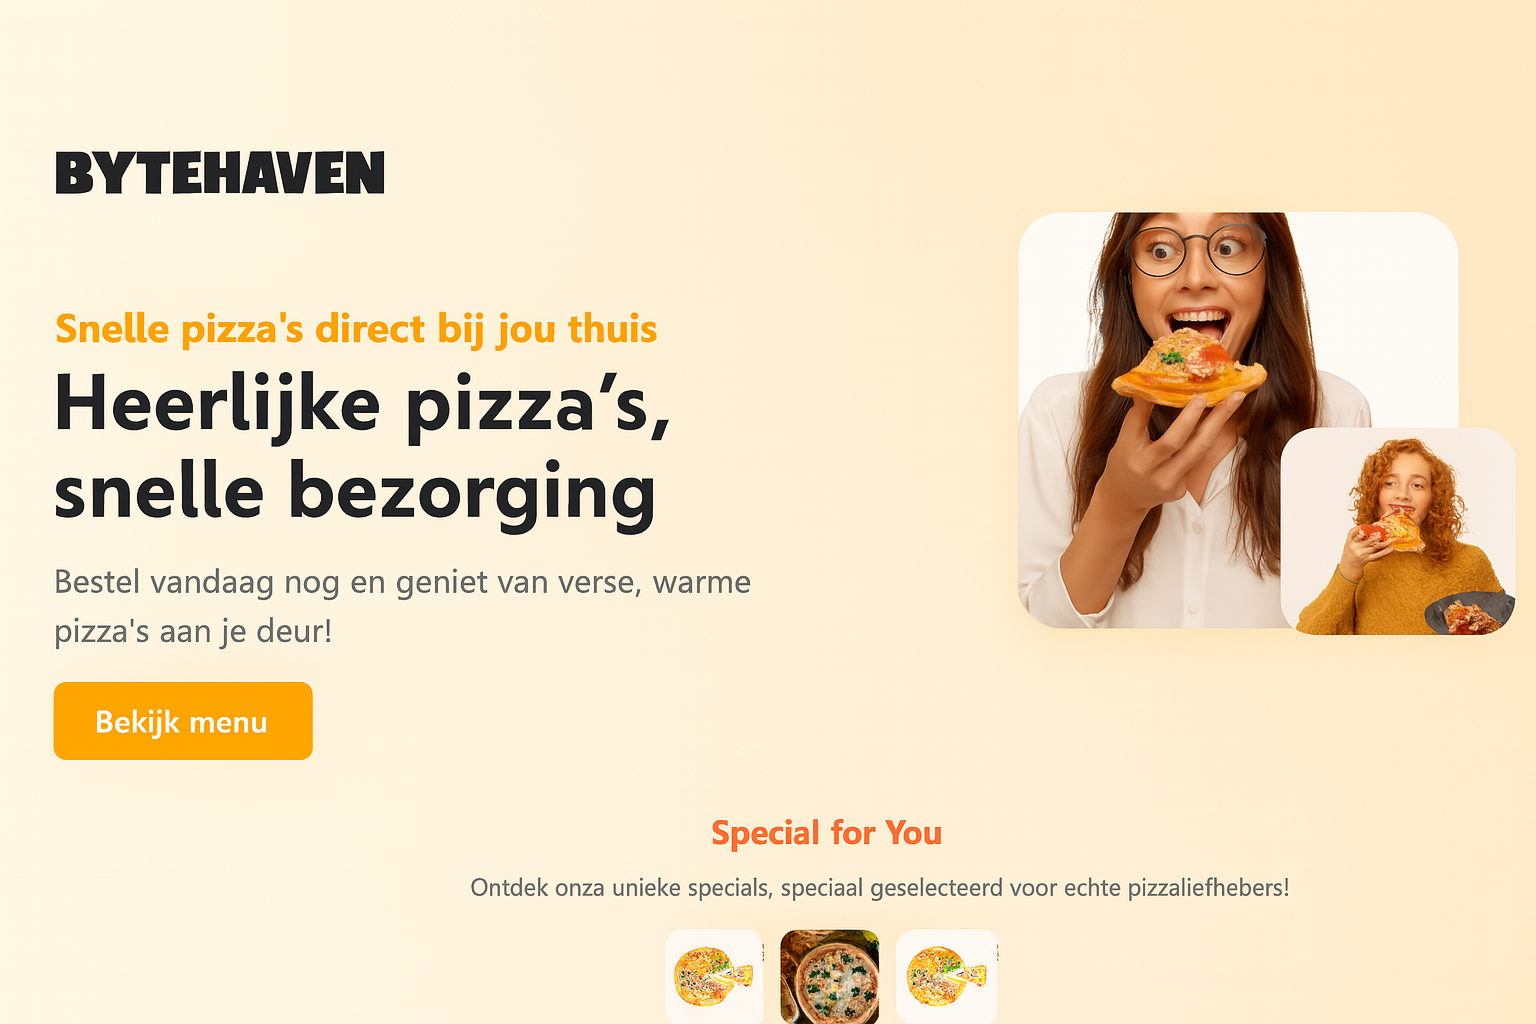 BYTEHAVEN
Snelle pizza's direct bij jou thuis
Heerlijke pizza’s,
snelle bezorging
Bestel vandaag nog en geniet van verse, warme
pizza's aan je deur!
Bekijk menu
Special for You
Ontdek onza unieke specials, speciaal geselecteerd voor echte pizzaliefhebers!